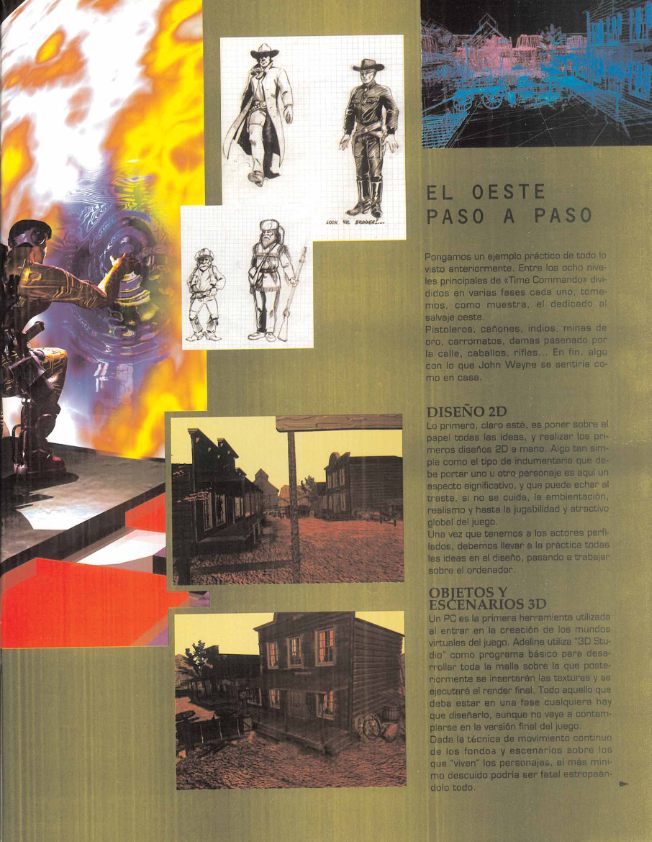 LOOK YE DRUNKEL...
EL OESTE
PASO A PASO
Pongamos un ejemplo práctico de todo lo
visto anteriormente. Entre los ocho nive-
les principales de «Time Commando» divi-
didos en varias fases cada uno, tome-
mos, como muestra, el dedicado al
salvaje oeste.
Pistoleros, cañones, indios, minas de
oro, carromatos, damas paseando por
la calle, caballos, rifles... En fin, algo
con lo que John Wayne se sentiría co-
mo en casa.
DISEÑO 2D
Lo primero, claro esté, es poner sobre el
papel todas las ideas, y realizar los pri-
meros diseños 2D a mano. Algo tan sim-
ple como el tipo de indumentaria que de-
be portar uno u otro personaje es aquí un
aspecto significativo, y que puede echar al
traste, si no se cuida, la ambientación,
realismo y hasta la jugabilidad y atractivo
global del juego.
Una vez que tenemos a los actores perfi-
lados, debemos llevar a la práctica todas
las ideas en el diseño, pasando a trabajar
sobre el ordenador.
OBJETOS Y
ESCENARIOS 3D
Un PC es la primera herramienta utilizada
al entrar en la creación de los mundos
virtuales del juego. Adeline utiliza "3D Stu-
dio" como programa básico para desa-
rrollar toda la malla sobre la que poste-
riormente se insertarán las texturas y se
ejecutará el render final. Todo aquello que
deba estar en una fase cualquiera hay
que diseñarlo, aunque no vaya a contem-
plarse en la versión final del juego.
Dada la técnica de movimiento continuo
de los fondos y escenarios sobre los
que "viven" los personajes, el más míni-
mo descuido podría ser fatal estropeán-
dolo todo.